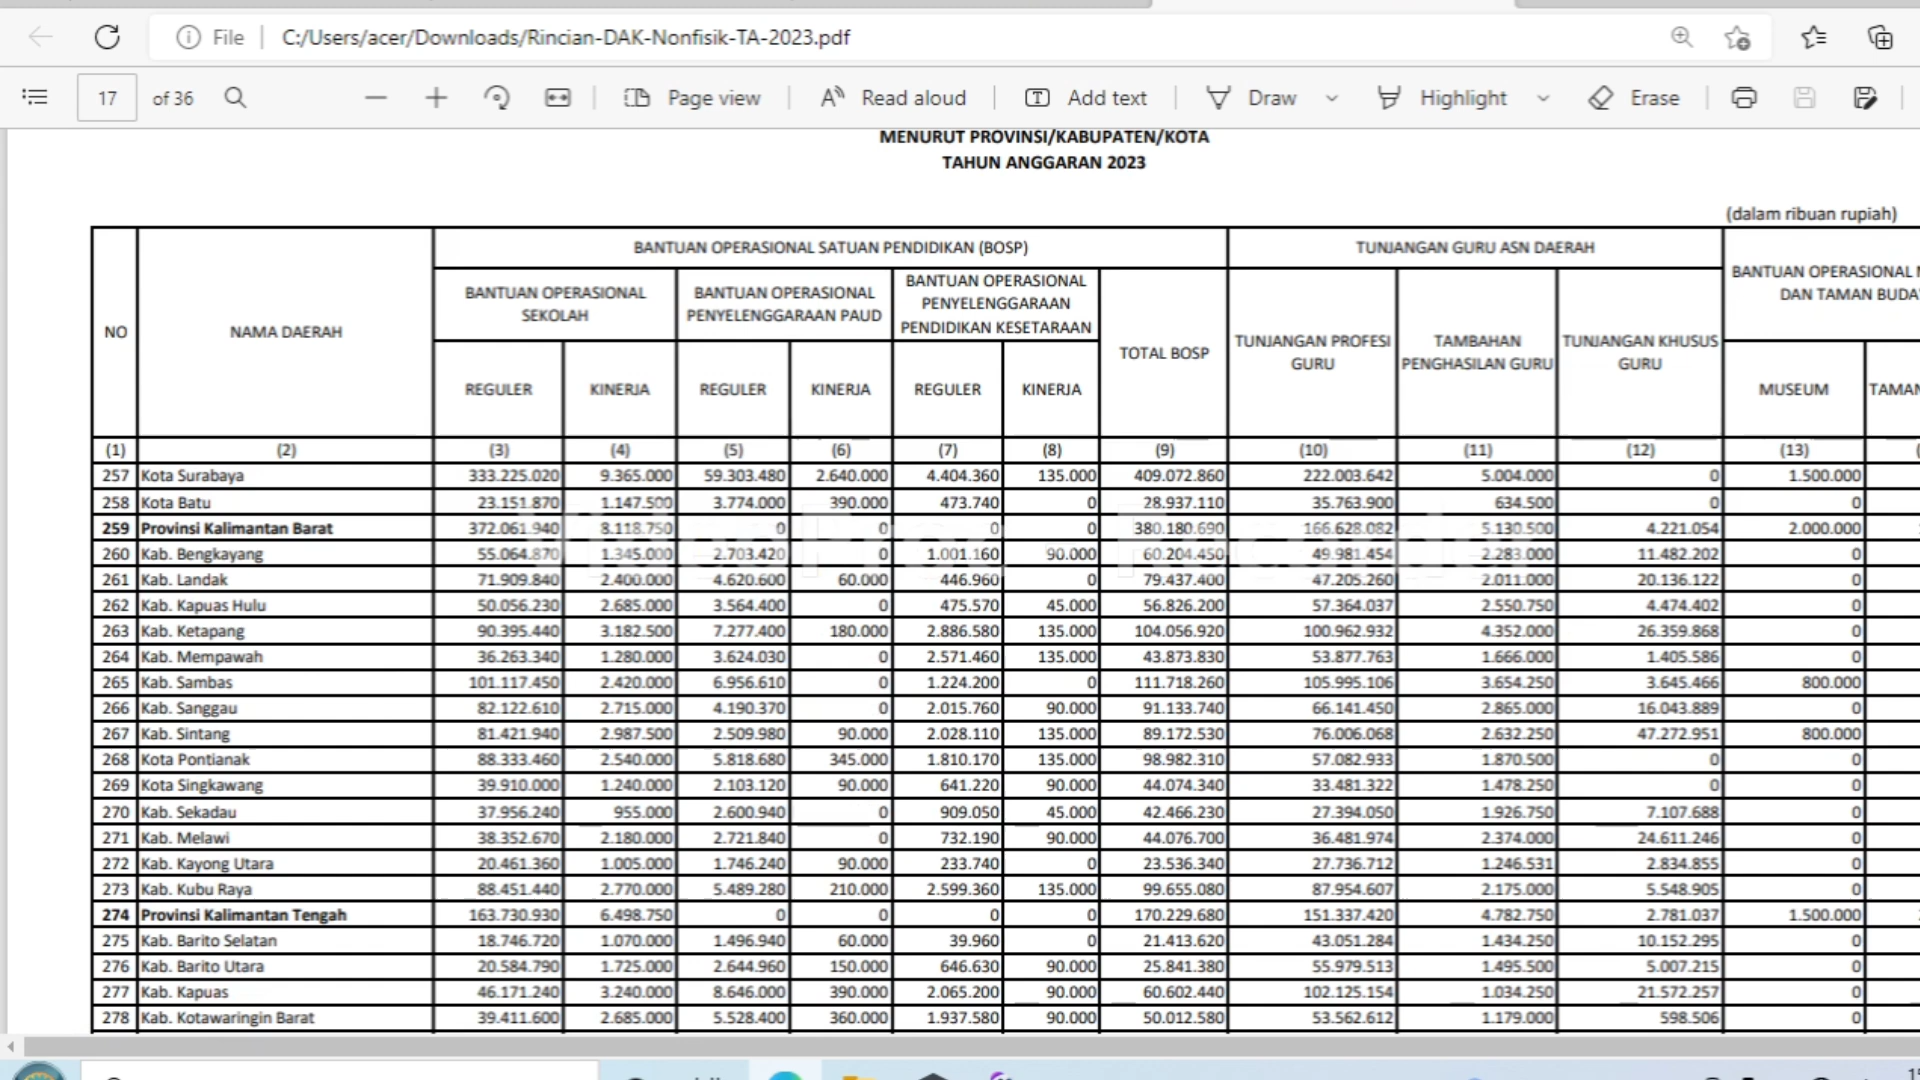 File C:/Users/acer/Downloads/Rincian-DAK-Nonfisik-TA-2023.pdf
17 of 36 Page view Read aloud Add text Draw Highlight Erase
MENURUT PROVINSI/KABUPATEN/KOTA
TAHUN ANGGARAN 2023
(dalam ribuan rupiah)
NO NAMA DAERAH BANTUAN OPERASIONAL SATUAN PENDIDIKAN (BOSP) TUNJANGAN GURU ASN DAERAH
BANTUAN OPERASIONAL
DAN TAMAN
BANTUAN OPERASIONAL
SEKOLAH
BANTUAN OPERASIONAL
PENYELENGGARAAN PAUD
BANTUAN OPERASIONAL
PENYELENGGARAAN
PENDIDIKAN KESETARAAN
TOTAL BOSP
TUNJANGAN PROFESI
GURU
TAMBAHAN
PENGHASILAN GURU
TUNJANGAN KHUSUS
GURU
REGULER KINERJA REGULER KINERJA REGULER KINERJA MUSEUM TAMAN
(1) (2) (3) (4) (5) (6) (7) (8) (9) (10) (11) (12) (13)
257 Kota Surabaya 333.225.020 9.365.000 59.303.480 2.640.000 4.404.360 135.000 409.072.860 222.003.642 5.004.000 0 1.500.000
258 Kota Batu 23.151.870 1.147.500 3.774.000 390.000 473.740 0 28.937.110 35.763.900 634.500 0 0
259 Provinsi Kalimantan Barat 372.061.940 8.118.750 0 0 0 0 380.180.690 166.628.082 5.130.500 4.221.054 2.000.000
260 Kab. Bengkayang 55.064.870 1.345.000 2.703.420 0 1.001.160 90.000 60.204.450 49.981.454 2.283.000 11.482.202 0
261 Kab. Landak 71.909.840 2.400.000 4.620.600 60.000 446.960 0 79.437.400 47.205.260 2.011.000 20.136.122 0
262 Kab. Kapuas Hulu 50.056.230 2.685.000 3.564.400 0 475.570 45.000 56.826.200 57.364.037 2.550.750 4.474.402 0
263 Kab. Ketapang 90.395.440 3.182.500 7.277.400 180.000 2.886.580 135.000 104.056.920 100.962.932 4.352.000 26.359.868 0
264 Kab. Mempawah 36.263.340 1.280.000 3.624.030 0 2.571.460 135.000 43.873.830 53.877.763 1.666.000 1.405.586 0
265 Kab. Sambas 101.117.450 2.420.000 6.956.610 0 1.224.200 0 111.718.260 105.995.106 3.654.250 3.645.466 800.000
266 Kab. Sanggau 82.122.610 2.715.000 4.190.370 0 2.015.760 90.000 91.133.740 66.141.450 2.865.000 16.043.889 0
267 Kab. Sintang 81.421.940 2.987.500 2.509.980 90.000 2.028.110 135.000 89.172.530 76.006.068 2.632.250 47.272.951 800.000
268 Kota Pontianak 88.333.460 2.540.000 5.818.680 345.000 1.810.170 135.000 98.982.310 57.082.933 1.870.500 0 0
269 Kota Singkawang 39.910.000 1.240.000 2.103.120 90.000 641.220 90.000 44.074.340 33.481.322 1.478.250 0 0
270 Kab. Sekadau 37.956.240 955.000 2.600.940 0 909.050 45.000 42.466.230 27.394.050 1.926.750 7.107.688 0
271 Kab. Melawi 38.352.670 2.180.000 2.721.840 0 732.190 90.000 44.076.700 36.481.974 2.374.000 24.611.246 0
272 Kab. Kayong Utara 20.461.360 1.005.000 1.746.240 90.000 233.740 0 23.536.340 27.736.712 1.246.531 2.834.855 0
273 Kab. Kubu Raya 88.451.440 2.770.000 5.489.280 210.000 2.599.360 135.000 99.655.080 87.954.607 2.175.000 5.548.905 0
274 Provinsi Kalimantan Tengah 163.730.930 6.498.750 0 0 0 0 170.229.680 151.337.420 4.782.750 2.781.037 1.500.000
275 Kab. Barito Selatan 18.746.720 1.070.000 1.496.940 60.000 39.960 0 21.413.620 43.051.284 1.434.250 10.152.295 0
276 Kab. Barito Utara 20.584.790 1.725.000 2.644.960 150.000 646.630 90.000 25.841.380 55.979.513 1.495.500 5.007.215 0
277 Kab. Kapuas 46.171.240 3.240.000 8.646.000 390.000 2.065.200 90.000 60.602.440 102.125.154 1.034.250 21.572.257 0
278 Kab. Kotawaringin Barat 39.411.600 2.685.000 5.528.400 360.000 1.937.580 90.000 50.012.580 53.562.612 1.179.000 598.506 0